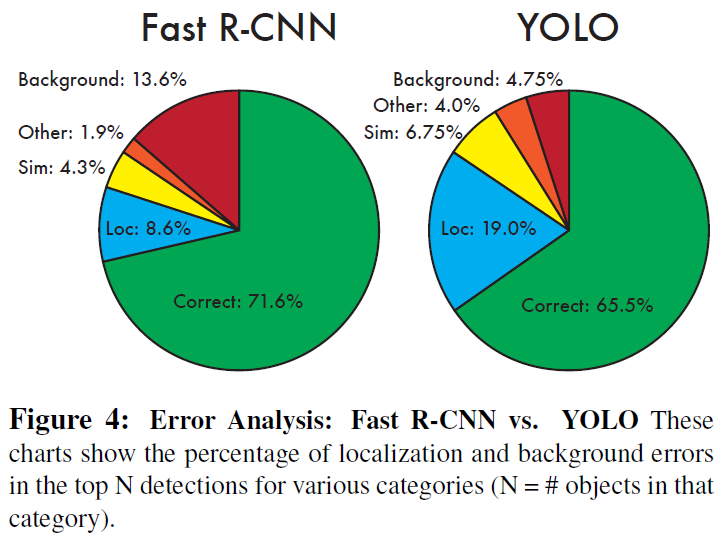 Fast R-CNN
YOLO
Background: 13.6%
Other: 1.9%
Sim: 4.3%
Loc: 8.6%
Correct: 71.6%
Background: 4.75%
Other: 4.0%
Sim: 6.75%
Loc: 19.0%
Correct: 65.5%
Figure 4: Error Analysis: Fast R-CNN vs. YOLO These
charts show the percentage of localization and background errors
in the top N detections for various categories (N = # objects in that
category).